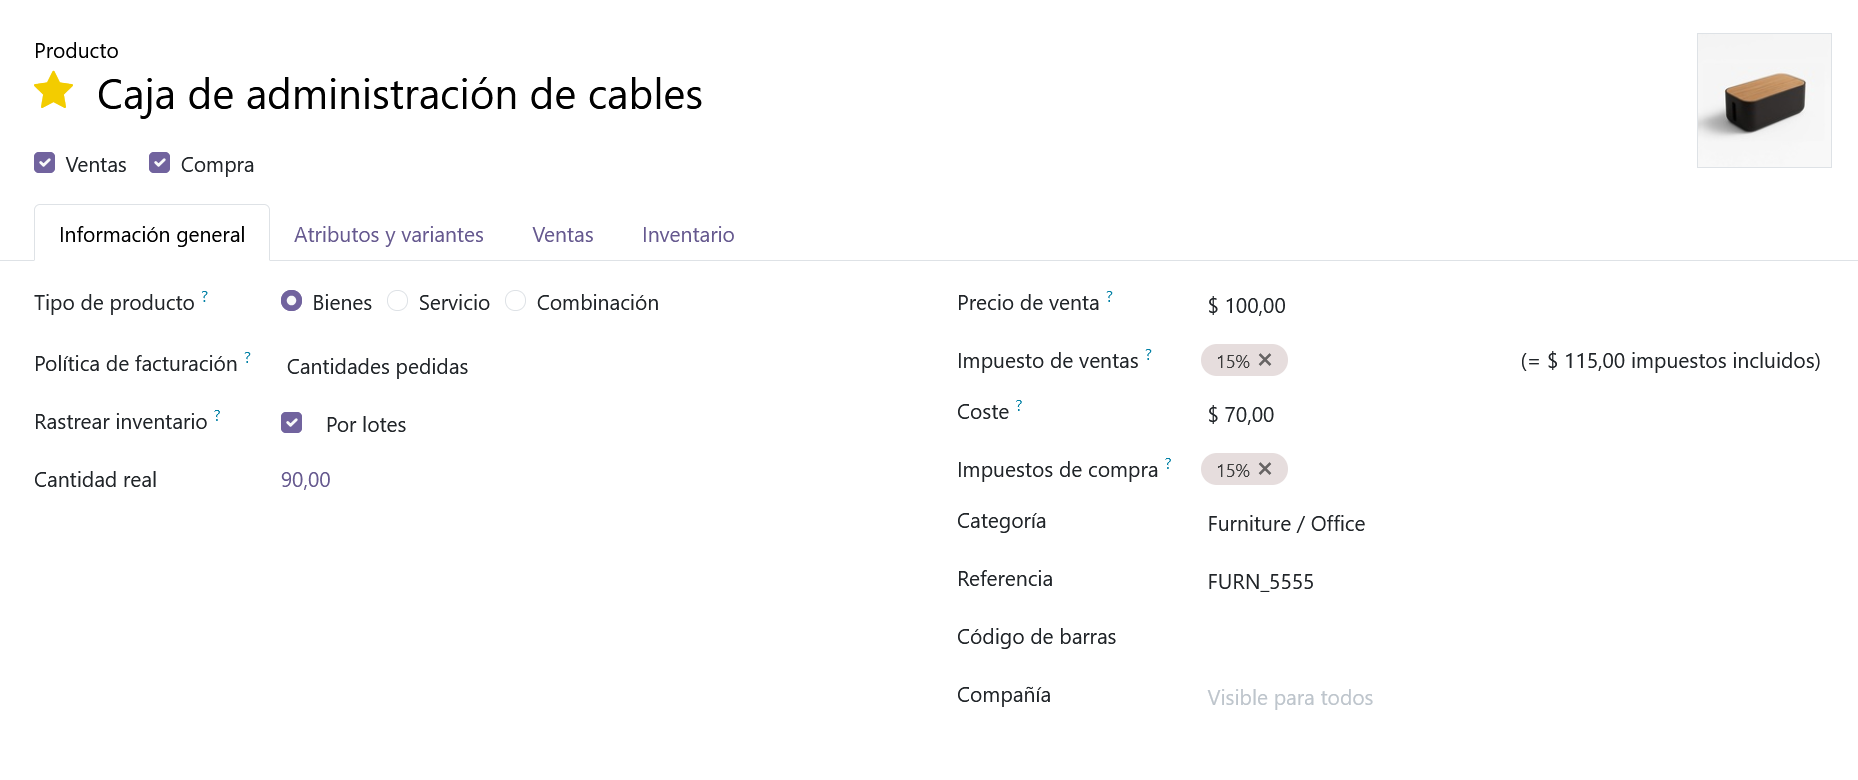 Producto
Caja de administración de cables
Ventas Compra
Información general Atributos y variantes Ventas Inventario
Tipo de producto ? Bienes Servicio Combinación
Política de facturación ? Cantidades pedidas
Rastrear inventario ? Por lotes
Cantidad real 90,00
Precio de venta ? $ 100,00
Impuesto de ventas ? 15% ✕ (= $ 115,00 impuestos incluidos)
Coste ? $ 70,00
Impuestos de compra ? 15% ✕
Categoría Furniture / Office
Referencia FURN_5555
Código de barras
Compañía Visible para todos